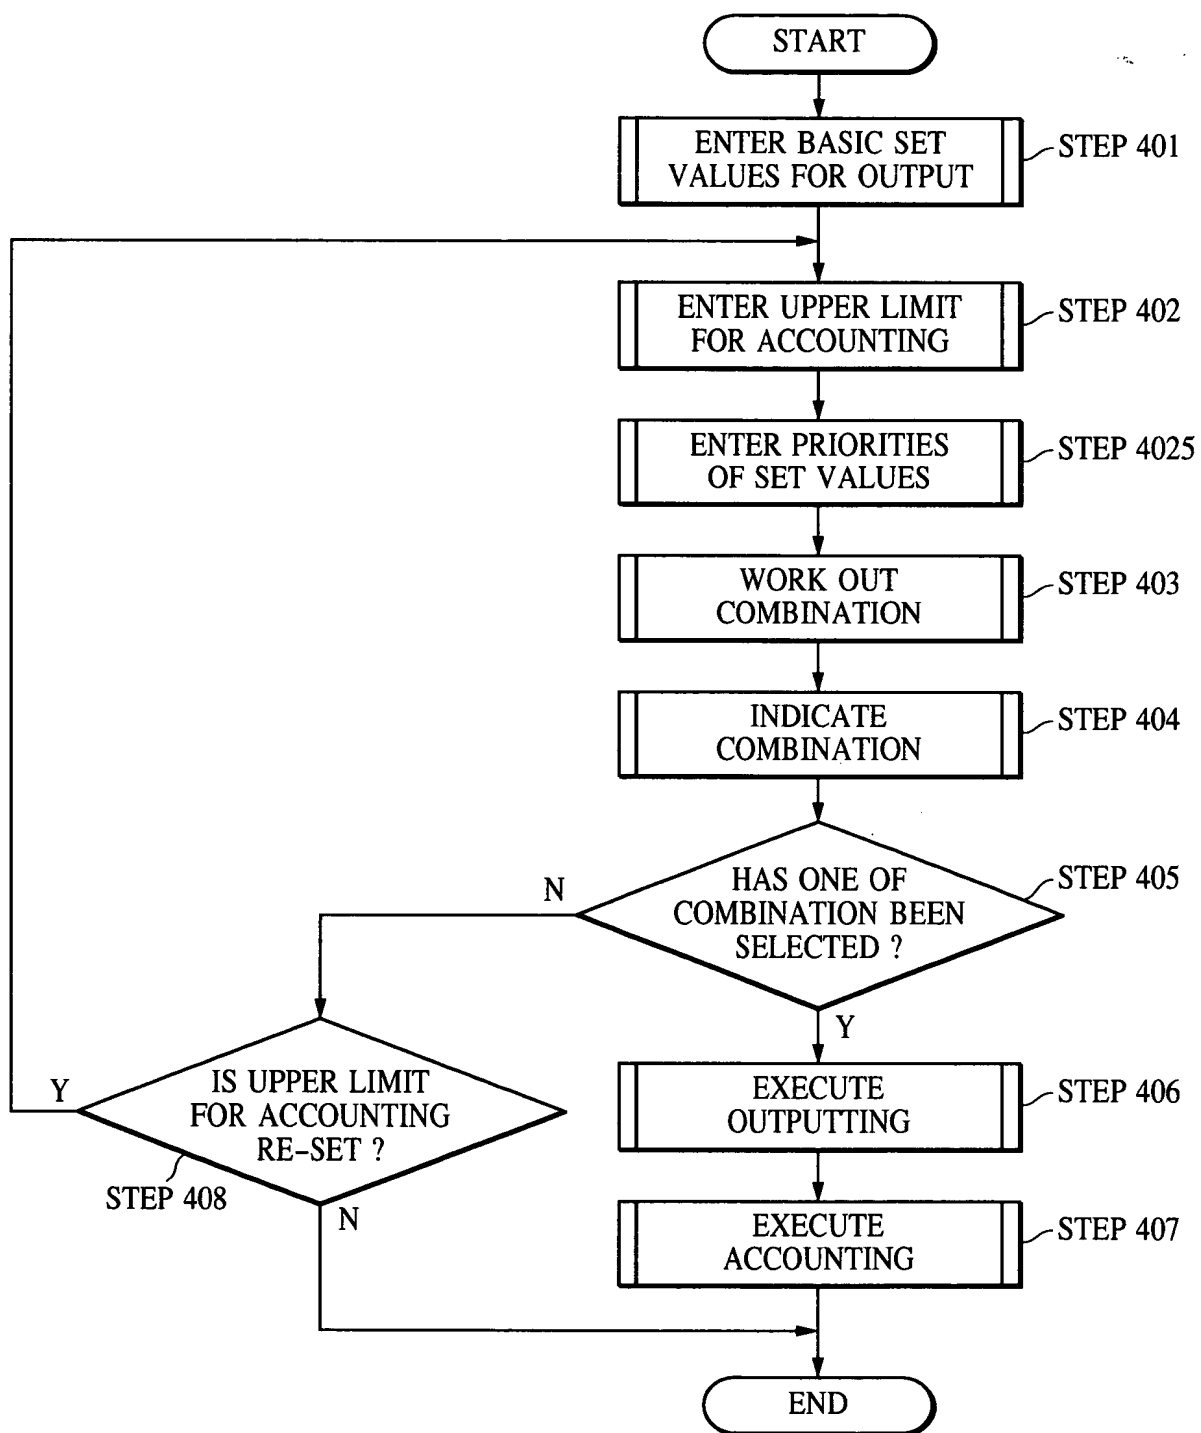 START
ENTER BASIC SET
VALUES FOR OUTPUT
STEP 401
ENTER UPPER LIMIT
FOR ACCOUNTING
STEP 402
ENTER PRIORITIES
OF SET VALUES
STEP 4025
WORK OUT
COMBINATION
STEP 403
INDICATE
COMBINATION
STEP 404
HAS ONE OF
COMBINATION BEEN
SELECTED ?
STEP 405
N
Y
IS UPPER LIMIT
FOR ACCOUNTING
RE-SET ?
STEP 408
Y
N
EXECUTE
OUTPUTTING
STEP 406
EXECUTE
ACCOUNTING
STEP 407
END